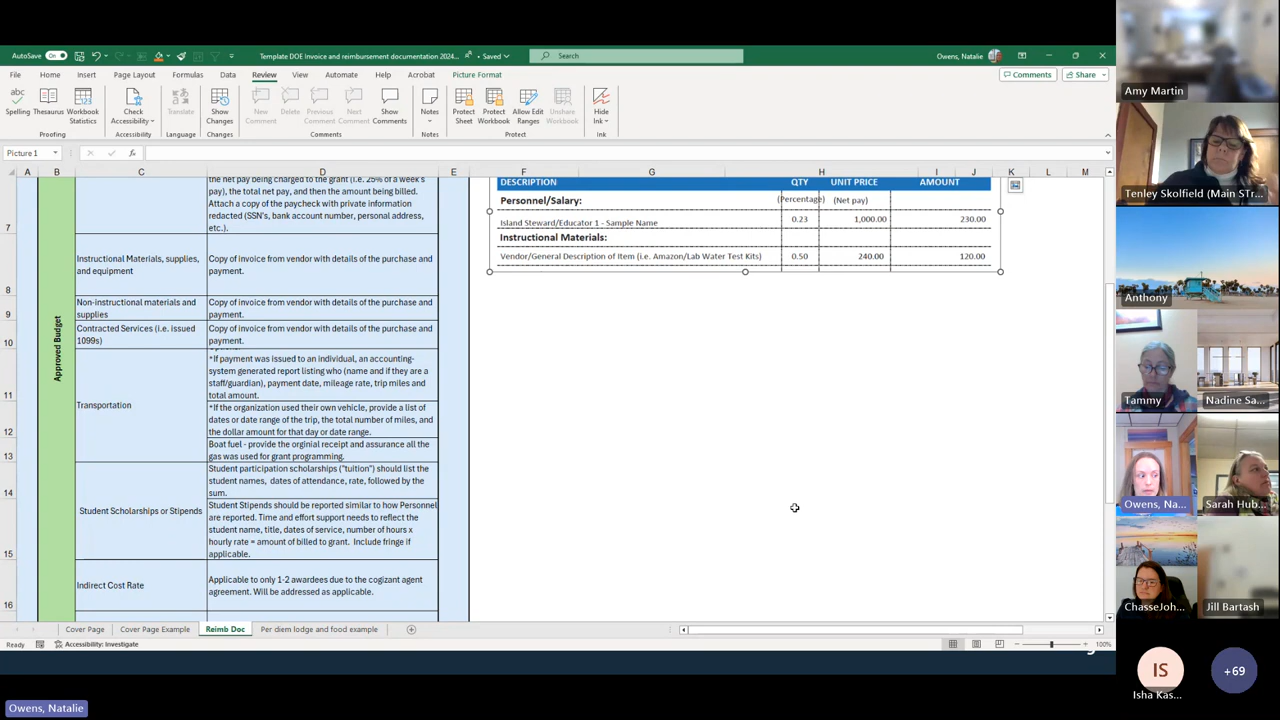 AutoSave
On
Template DOE Invoice and reimbursement documentation 2024... • Saved
Search
Owens, Natalie
File Home Insert Page Layout Formulas Data Review View Automate Help Acrobat Picture Format
Comments Share
Spelling Thesaurus Workbook Statistics Check Accessibility Translate Show Changes New Comment Delete Previous Comment Next Comment Show Comments Notes Protect Sheet Protect Workbook Allow Edit Ranges Unshare Workbook Hide Ink
Proofing Accessibility Language Changes Comments Notes Protect Ink
Picture 1
fx
A B C D E F G H I J K L M
Approved Budget
7
the net pay being charged to the grant (i.e. 25% of a week's
pay), the total net pay, and then the amount being billed.
Attach a copy of the paycheck with private information
redacted (SSN's, bank account number, personal address,
etc.).
8
Instructional Materials, supplies,
and equipment
Copy of invoice from vendor with details of the purchase and
payment.
9
Non-instructional materials and
supplies
Copy of invoice from vendor with details of the purchase and
payment.
10
Contracted Services (i.e. issued
1099s)
Copy of invoice from vendor with details of the purchase and
payment.
11
Transportation
*If payment was issued to an individual, an accounting-
system generated report listing who (name and if they are a
staff/guardian), payment date, mileage rate, trip miles and
total amount.
12
*If the organization used their own vehicle, provide a list of
dates or date range of the trip, the total number of miles, and
the dollar amount for that day or date range.
13
Boat fuel - provide the orginial receipt and assurance all the
gas was used for grant programming.
14
Student Scholarships or Stipends
Student participation scholarships ("tuition") should list the
student names, dates of attendance, rate, followed by the
sum.
15
Student Stipends should be reported similar to how Personnel
are reported. Time and effort support needs to reflect the
student name, title, dates of service, number of hours x
hourly rate = amount of billed to grant. Include fringe if
applicable.
16
Indirect Cost Rate
Applicable to only 1-2 awardees due to the cogizant agent
agreement. Will be addressed as applicable.
DESCRIPTION QTY UNIT PRICE AMOUNT
Personnel/Salary: (Percentage) (Net pay)
Island Steward/Educator 1 - Sample Name 0.23 1,000.00 230.00
Instructional Materials:
Vendor/General Description of Item (i.e. Amazon/Lab Water Test Kits) 0.50 240.00 120.00
Cover Page Cover Page Example Reimb Doc Per diem lodge and food example
Ready Accessibility: Investigate 100%
Owens, Natalie
Amy Martin
Tenley Skolfield (Main STr...
Anthony
Tammy
Nadine Sa...
Owens, Na...
Sarah Hub...
ChasseJoh...
Jill Bartash
IS
Isha Kas...
+69